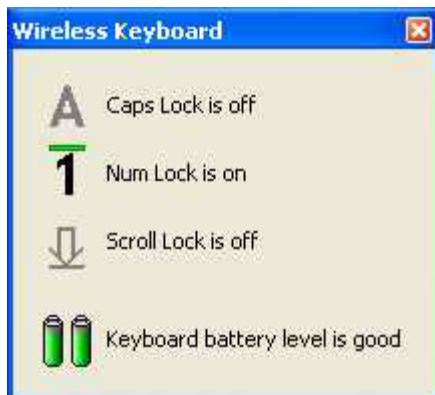 Wireless Keyboard
A Caps Lock is off
1 Num Lock is on
Scroll Lock is off
Keyboard battery level is good